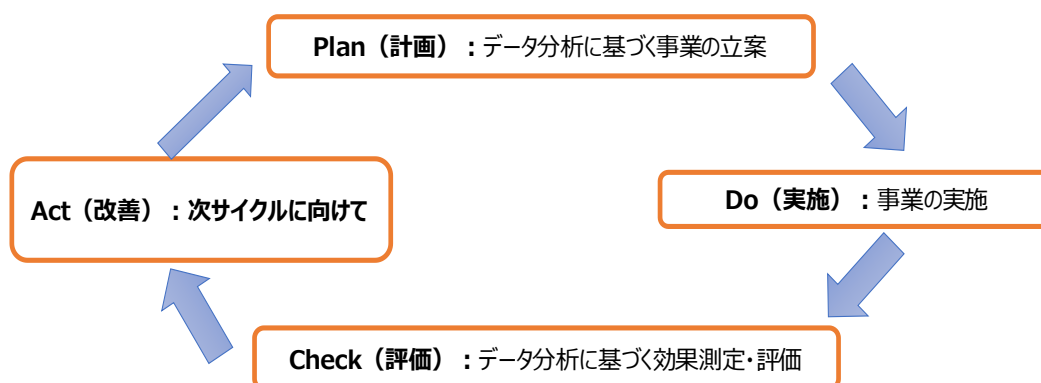 Plan（計画）：データ分析に基づく事業の立案
Act（改善）：次サイクルに向けて
Do（実施）：事業の実施
Check（評価）：データ分析に基づく効果測定・評価